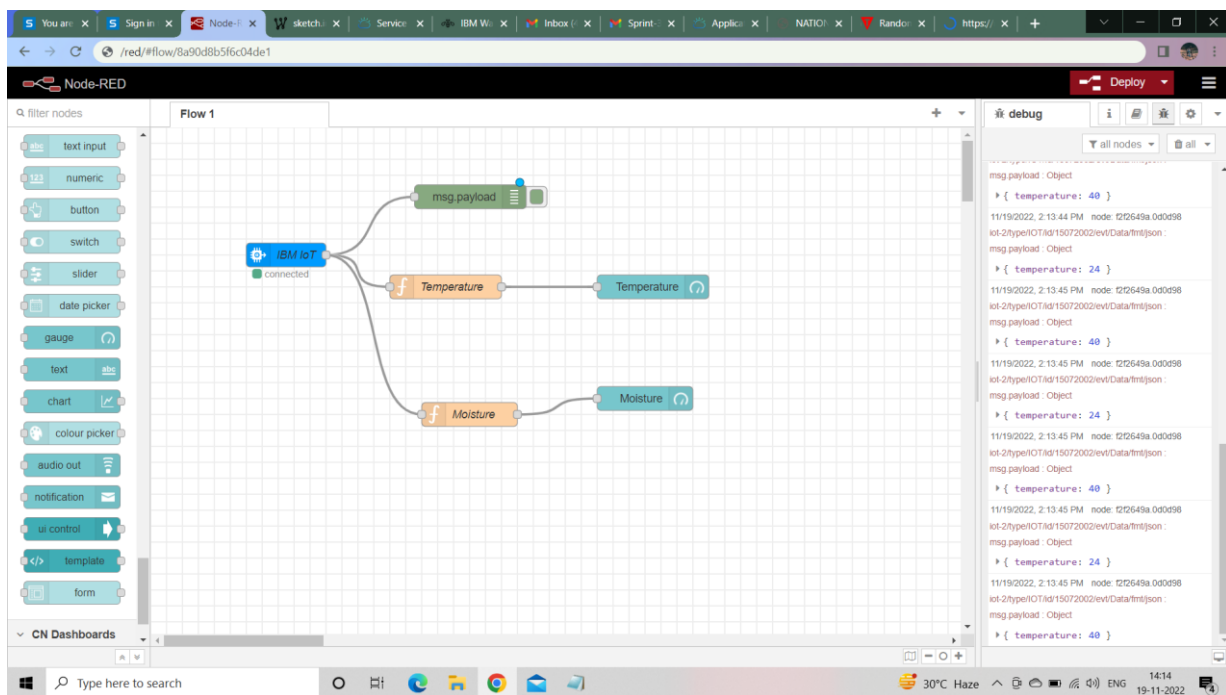 You are
Sign in
Node-R
sketch.i
Service
IBM Wa
Inbox (
Sprint-
Applica
NATION
Randor
https://
/red/#flow/8a90d8b5f6c04de1
Node-RED
Deploy
filter nodes
Flow 1
debug
i
all nodes
all
abc text input
123 numeric
button
switch
slider
date picker
gauge
text abc
chart
colour picker
audio out
notification
ui control
</> template
form
CN Dashboards
msg.payload
IBM IoT
connected
f Temperature
Temperature
f Moisture
Moisture
msg.payload : Object
{ temperature: 40 }
11/19/2022, 2:13:44 PM node: f2f2649a.0d0d98
iot-2/type/IOT/id/15072002/evt/Data/fmt/json :
msg.payload : Object
{ temperature: 24 }
11/19/2022, 2:13:45 PM node: f2f2649a.0d0d98
iot-2/type/IOT/id/15072002/evt/Data/fmt/json :
msg.payload : Object
{ temperature: 40 }
11/19/2022, 2:13:45 PM node: f2f2649a.0d0d98
iot-2/type/IOT/id/15072002/evt/Data/fmt/json :
msg.payload : Object
{ temperature: 24 }
11/19/2022, 2:13:45 PM node: f2f2649a.0d0d98
iot-2/type/IOT/id/15072002/evt/Data/fmt/json :
msg.payload : Object
{ temperature: 40 }
11/19/2022, 2:13:45 PM node: f2f2649a.0d0d98
iot-2/type/IOT/id/15072002/evt/Data/fmt/json :
msg.payload : Object
{ temperature: 24 }
11/19/2022, 2:13:45 PM node: f2f2649a.0d0d98
iot-2/type/IOT/id/15072002/evt/Data/fmt/json :
msg.payload : Object
{ temperature: 40 }
Type here to search
30°C Haze
ENG
14:14
19-11-2022